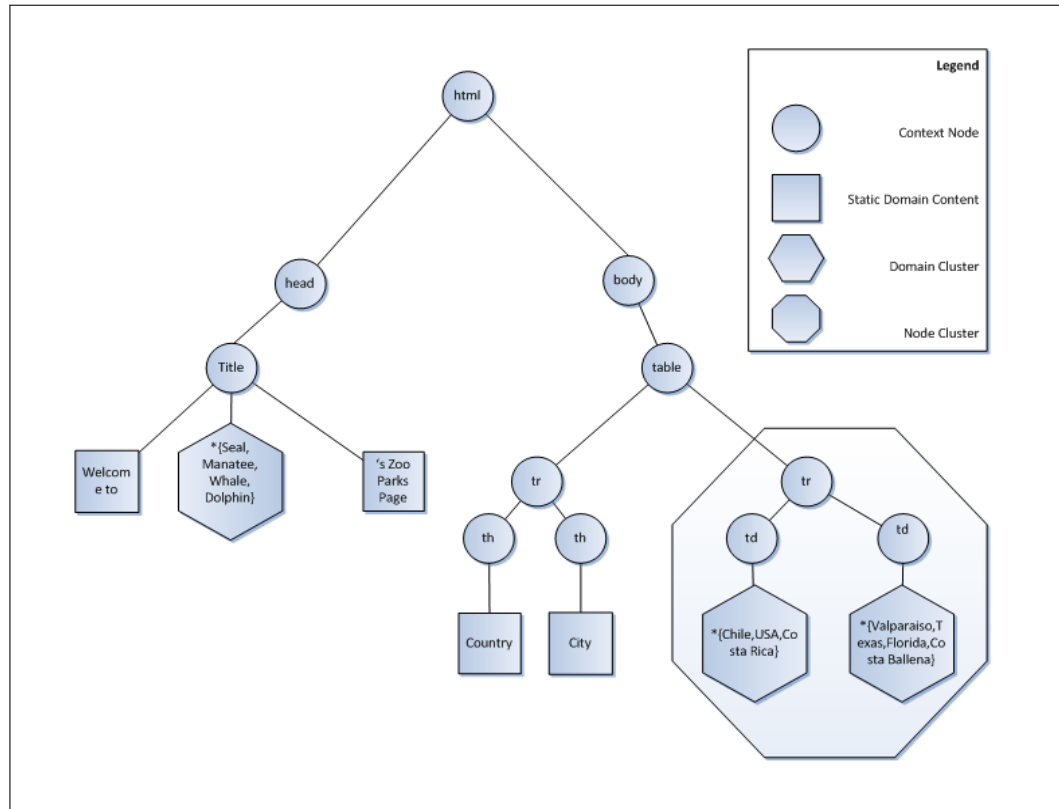 html
Legend
Context Node
Static Domain Content
Domain Cluster
Node Cluster
head
body
Title
table
Welcom
e to
*{Seal,
Manatee,
Whale,
Dolphin}
‘s Zoo
Parks
Page
tr
tr
th
th
td
td
Country
City
*{Chile,USA,Co
sta Rica}
*{Valparaiso,T
exas,Florida,Co
sta Ballena}